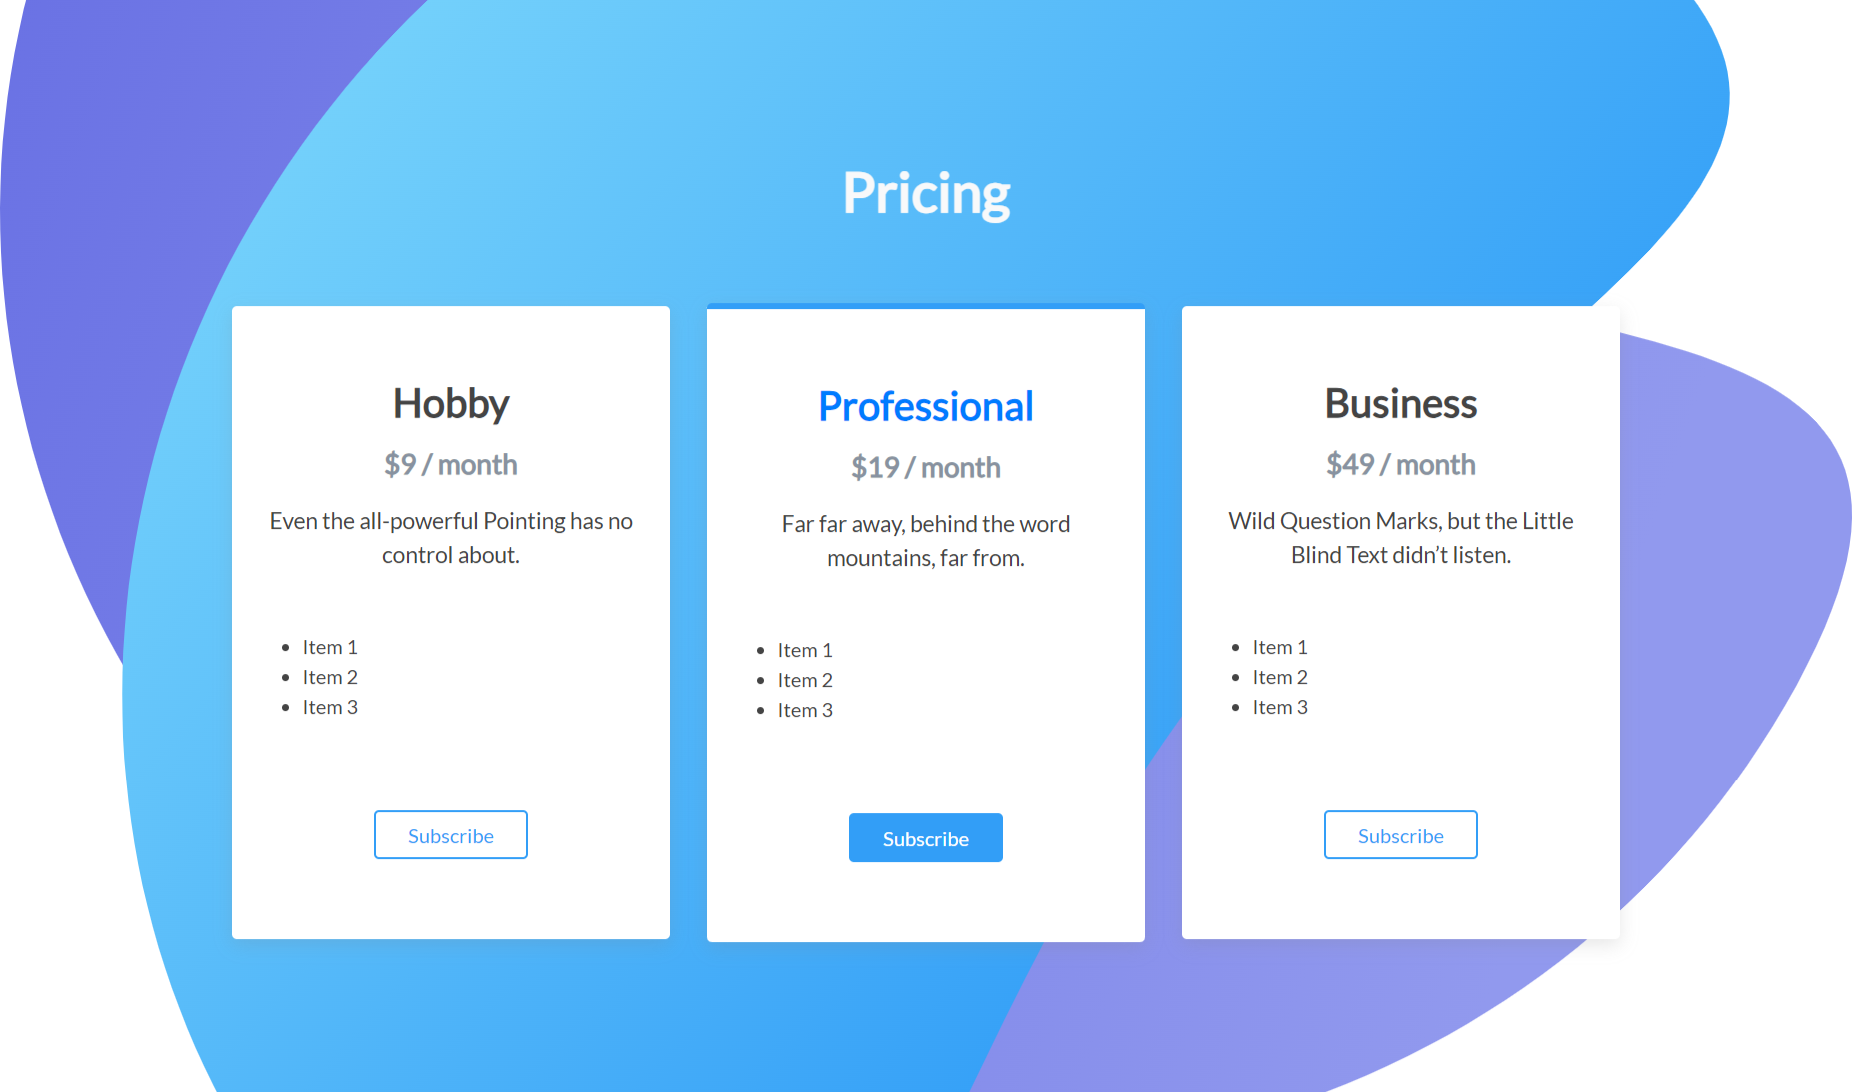 Pricing
Hobby
$9 / month
Even the all-powerful Pointing has no
control about.
Item 1
Item 2
Item 3
Subscribe
Professional
$19 / month
Far far away, behind the word
mountains, far from.
Item 1
Item 2
Item 3
Subscribe
Business
$49 / month
Wild Question Marks, but the Little
Blind Text didn’t listen.
Item 1
Item 2
Item 3
Subscribe